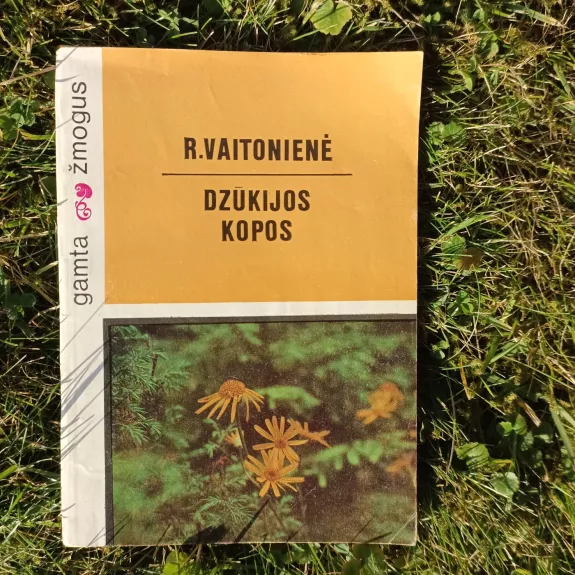 gamta žmogus
R.VAITONIENĖ
DZŪKIJOS
KOPOS